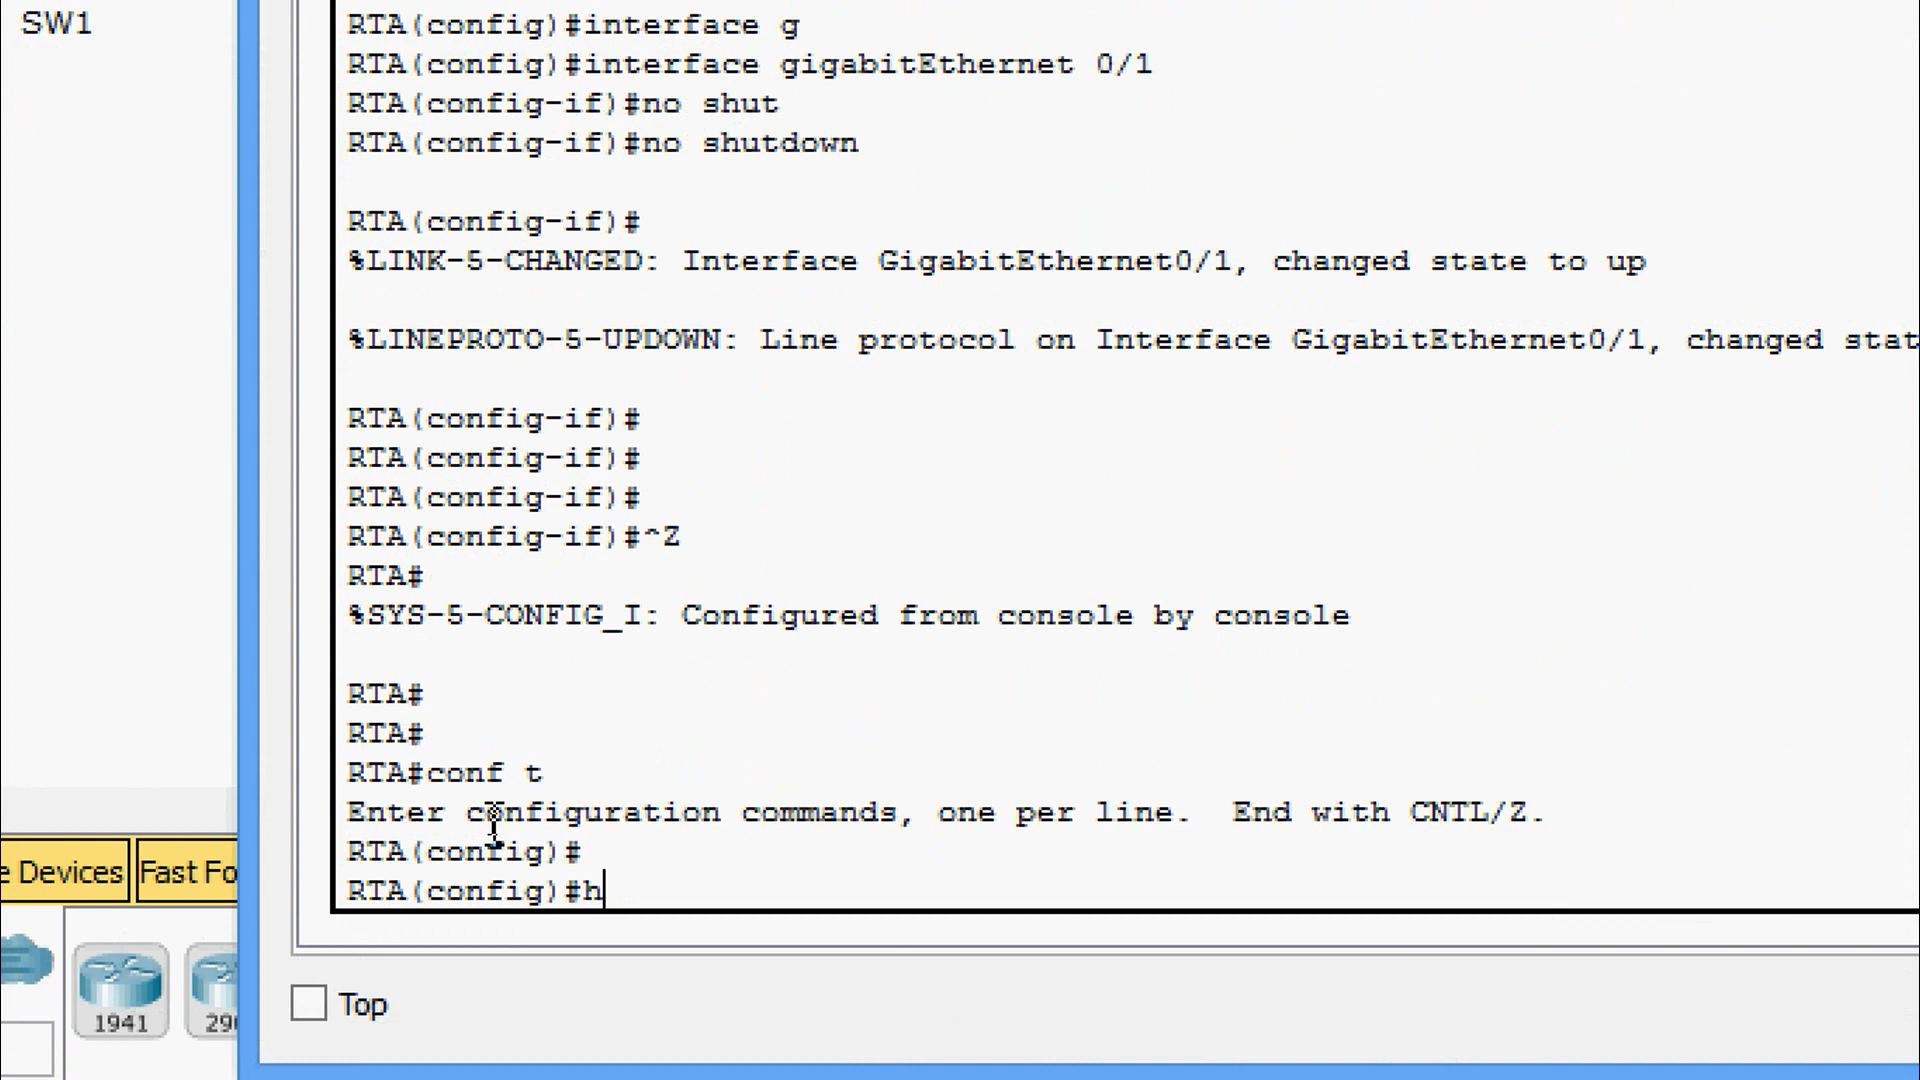 SW1
RTA(config)#interface g
RTA(config)#interface gigabitEthernet 0/1
RTA(config-if)#no shut
RTA(config-if)#no shutdown
RTA(config-if)#
%LINK-5-CHANGED: Interface GigabitEthernet0/1, changed state to up
%LINEPROTO-5-UPDOWN: Line protocol on Interface GigabitEthernet0/1, changed stat
RTA(config-if)#
RTA(config-if)#
RTA(config-if)#
RTA(config-if)#^Z
RTA#
%SYS-5-CONFIG_I: Configured from console by console
RTA#
RTA#
RTA#conf t
Enter configuration commands, one per line.  End with CNTL/Z.
RTA(config)#
RTA(config)#h
e Devices
Fast Fo
1941
29
Top